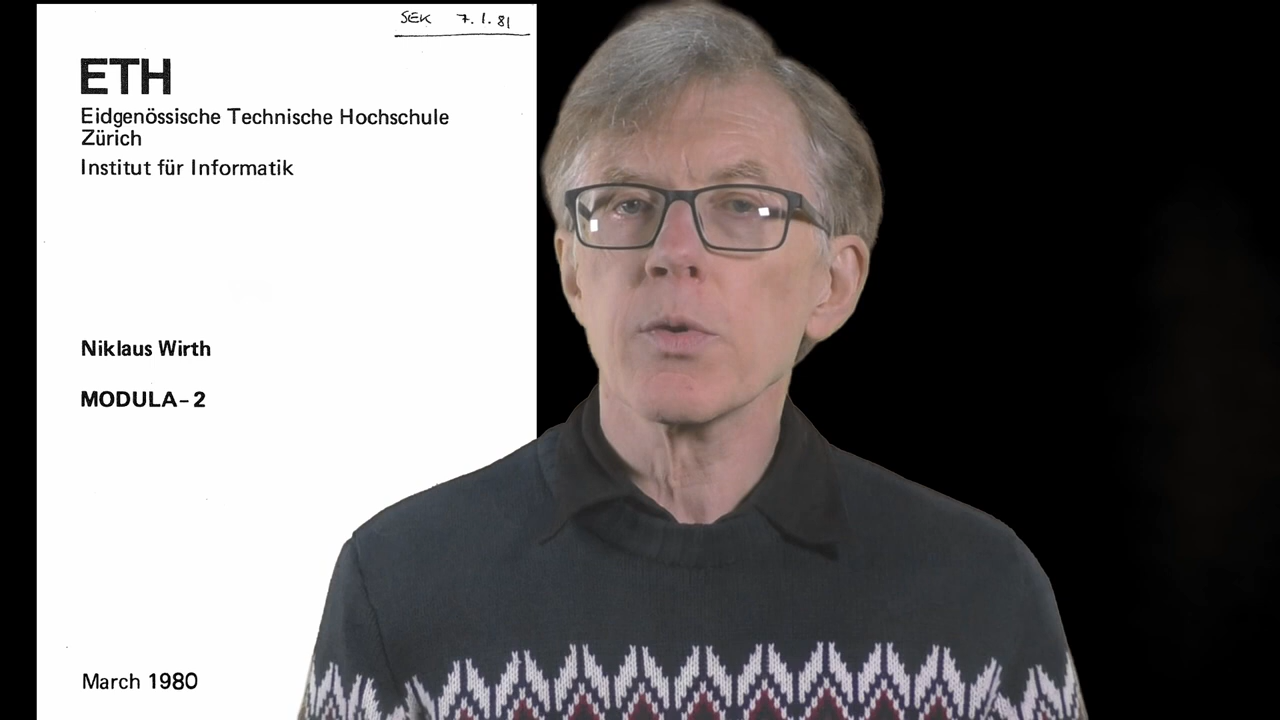 SEK 7.1.81
ETH
Eidgenössische Technische Hochschule
Zürich
Institut für Informatik
Niklaus Wirth
MODULA-2
March 1980